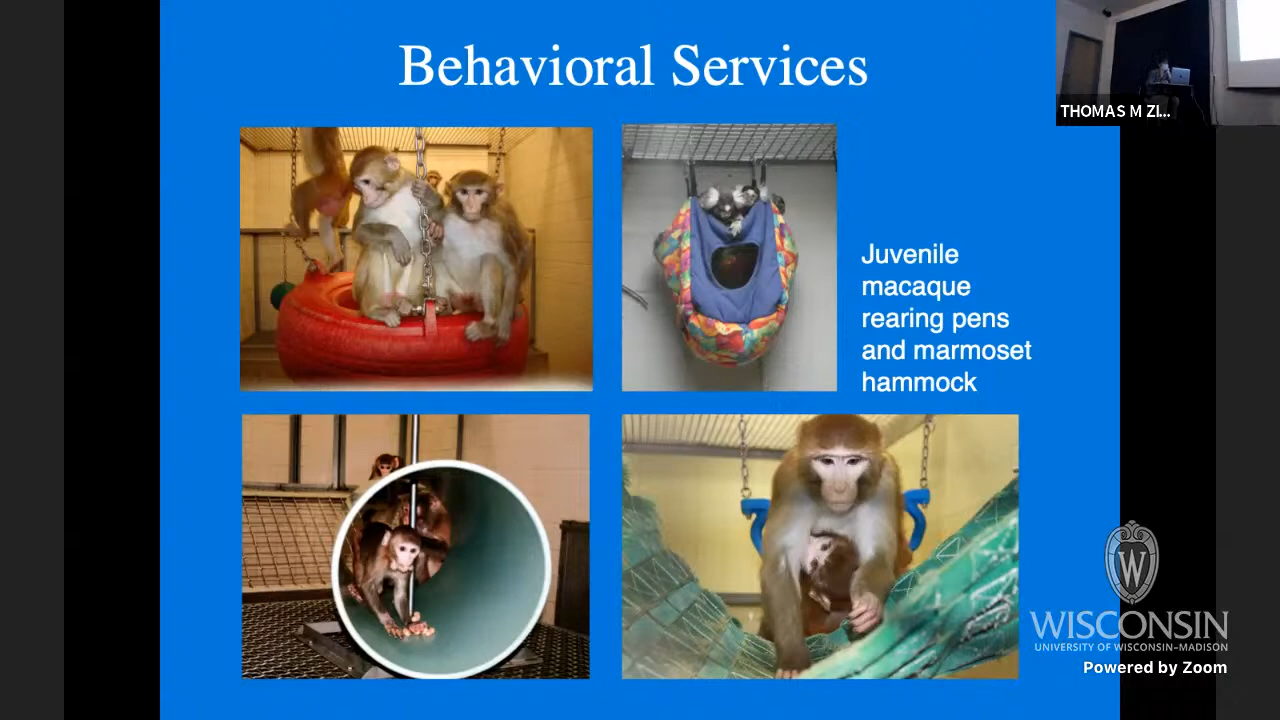 Behavioral Services
THOMAS M ZI...
Juvenile
macaque
rearing pens
and marmoset
hammock
W
WISCONSIN
UNIVERSITY OF WISCONSIN–MADISON
Powered by Zoom